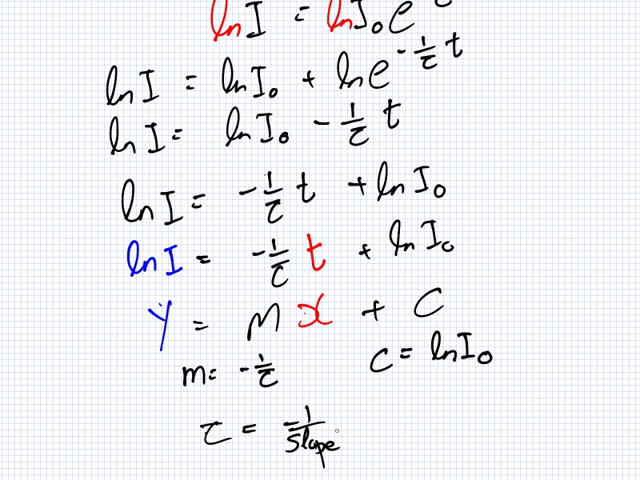 ln I = ln I₀ e
ln I = ln I₀ + ln e^(-1/τ t)
ln I = ln I₀ - 1/τ t
ln I = -1/τ t + ln I₀
ln I = -1/τ t + ln I₀
y = m x + C
m = -1/τ C = ln I₀
τ = -1/slope